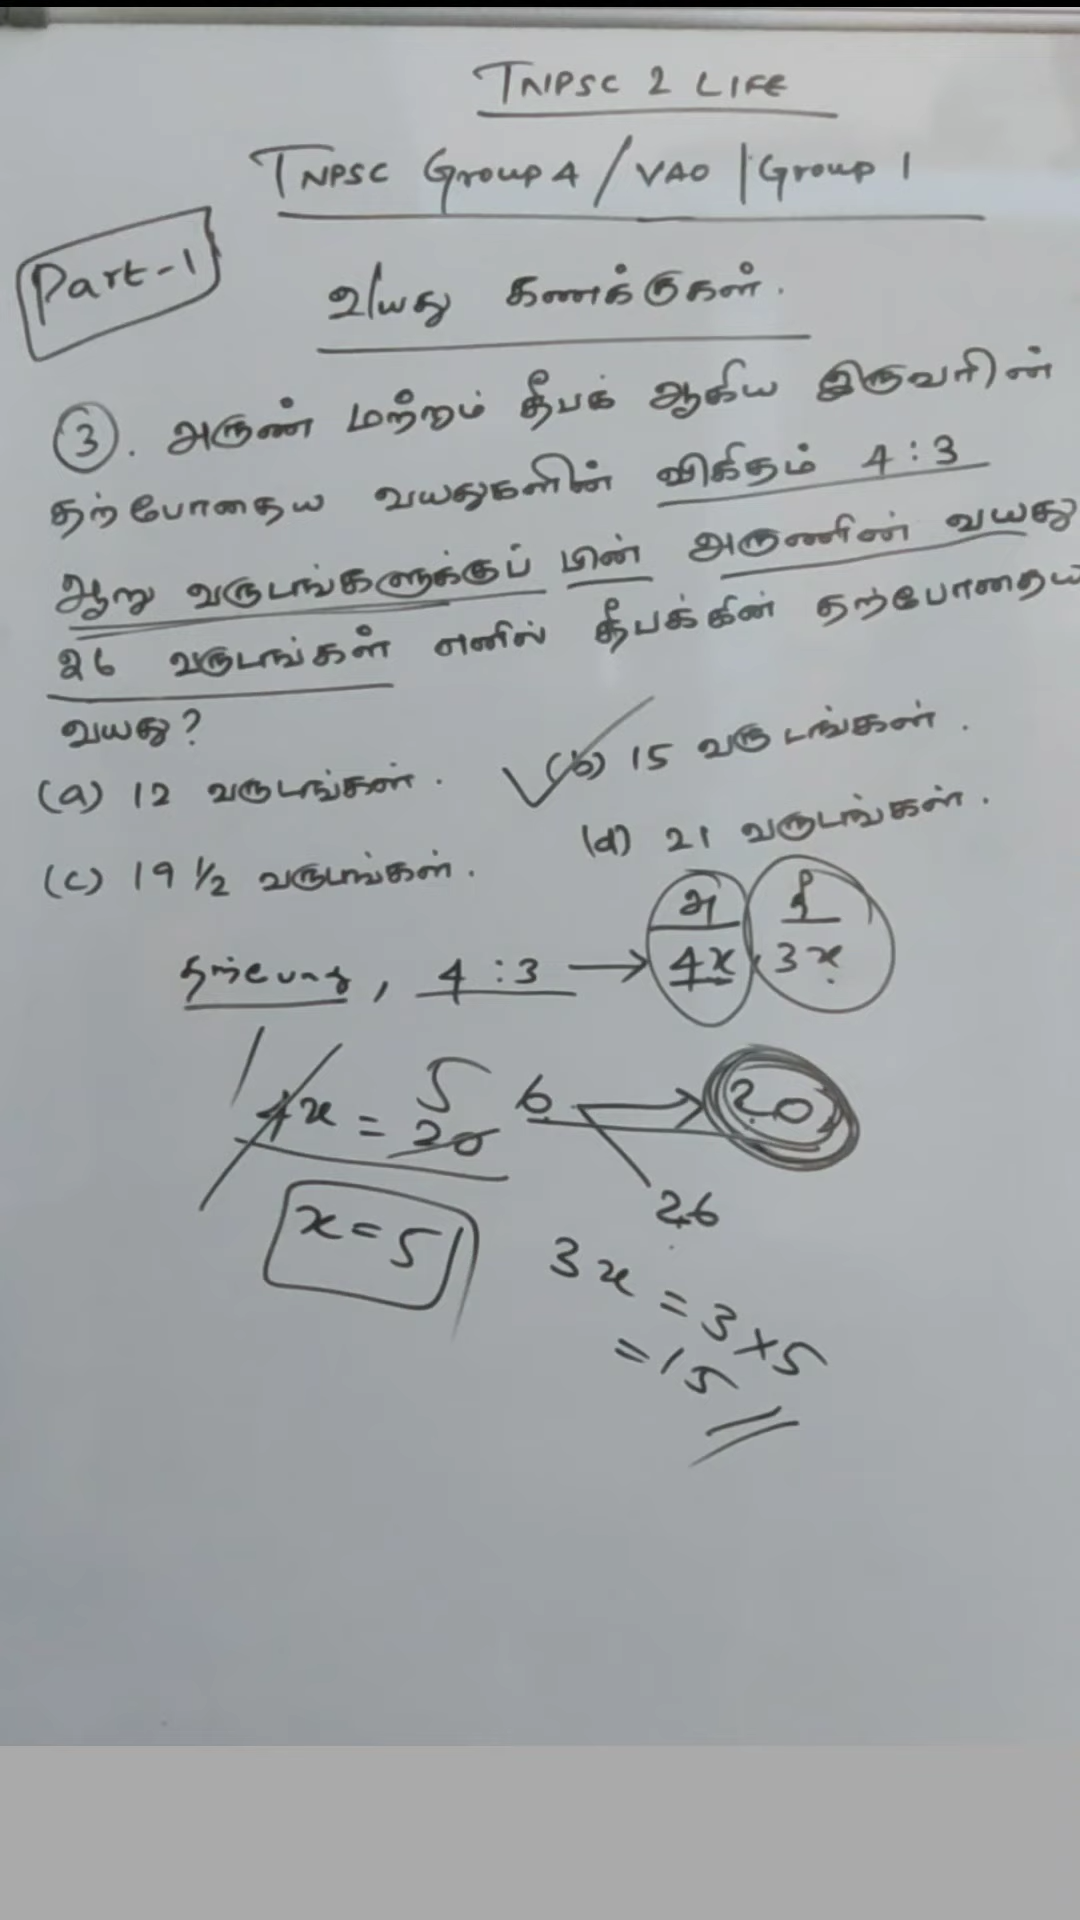 TNPSC 2 LIFE
TNPSC Group 4 / VAO | Group 1
Part-1
வயது கணக்குகள்.
3. அருண் மற்றும் தீபக் ஆகிய இருவரின்
தற்போதைய வயதுகளின் விகிதம் 4:3
ஆறு வருடங்களுக்குப் பின் அருணின் வயது
26 வருடங்கள் எனில் தீபக்கின் தற்போதைய
வயது?
(a) 12 வருடங்கள். (b) 15 வருடங்கள்.
(c) 19 1/2 வருடங்கள். (d) 21 வருடங்கள்.
அ தீ
தற்போது, 4:3 → 4x, 3x
5
4x = 20 6 → 20
26
x = 5
3x = 3×5
= 15